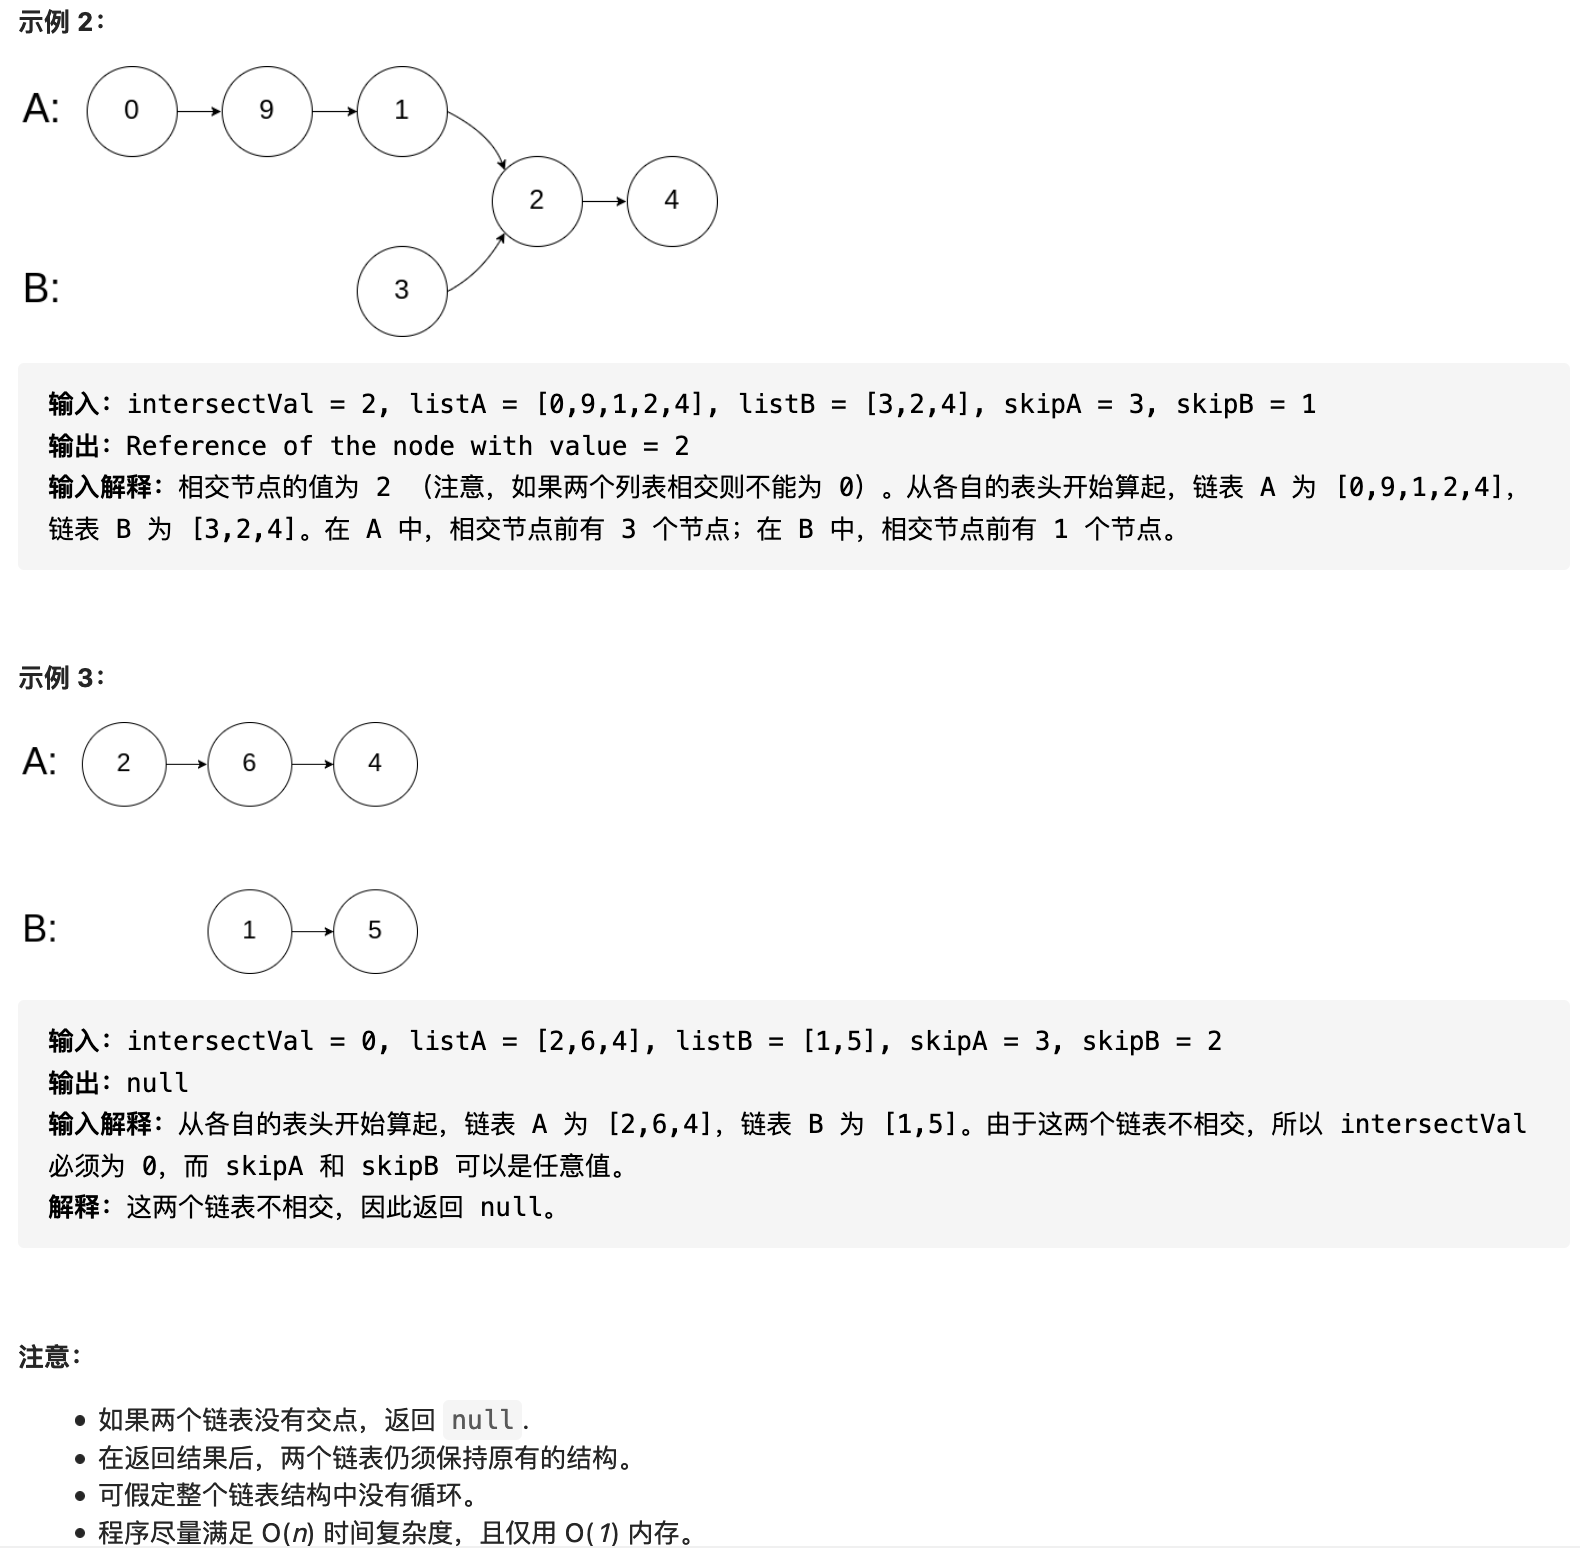 示例 2：
A: 0 9 1
2 4
B: 3
输入：intersectVal = 2, listA = [0,9,1,2,4], listB = [3,2,4], skipA = 3, skipB = 1
输出：Reference of the node with value = 2
输入解释：相交节点的值为 2 （注意，如果两个列表相交则不能为 0）。从各自的表头开始算起，链表 A 为 [0,9,1,2,4]，
链表 B 为 [3,2,4]。在 A 中，相交节点前有 3 个节点；在 B 中，相交节点前有 1 个节点。
示例 3：
A: 2 6 4
B: 1 5
输入：intersectVal = 0, listA = [2,6,4], listB = [1,5], skipA = 3, skipB = 2
输出：null
输入解释：从各自的表头开始算起，链表 A 为 [2,6,4]，链表 B 为 [1,5]。由于这两个链表不相交，所以 intersectVal
必须为 0，而 skipA 和 skipB 可以是任意值。
解释：这两个链表不相交，因此返回 null。
注意：
• 如果两个链表没有交点，返回 null.
• 在返回结果后，两个链表仍须保持原有的结构。
• 可假定整个链表结构中没有循环。
• 程序尽量满足 O(n) 时间复杂度，且仅用 O(1) 内存。